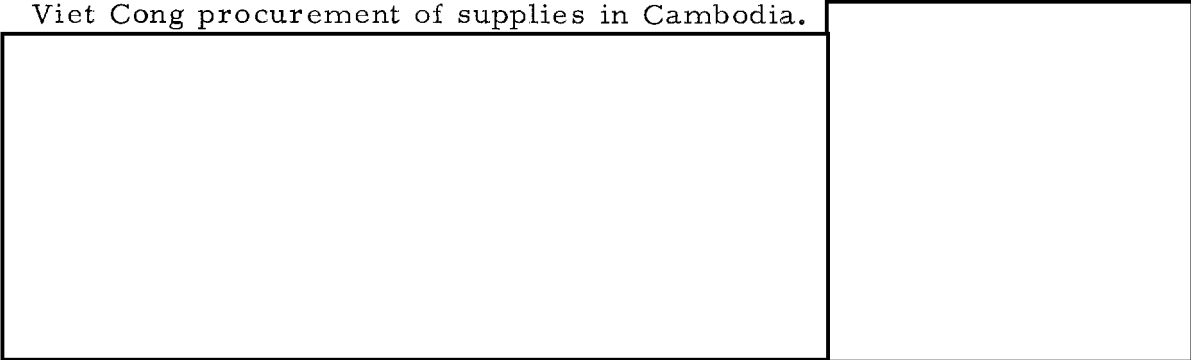 Viet Cong procurement of supplies in Cambodia.